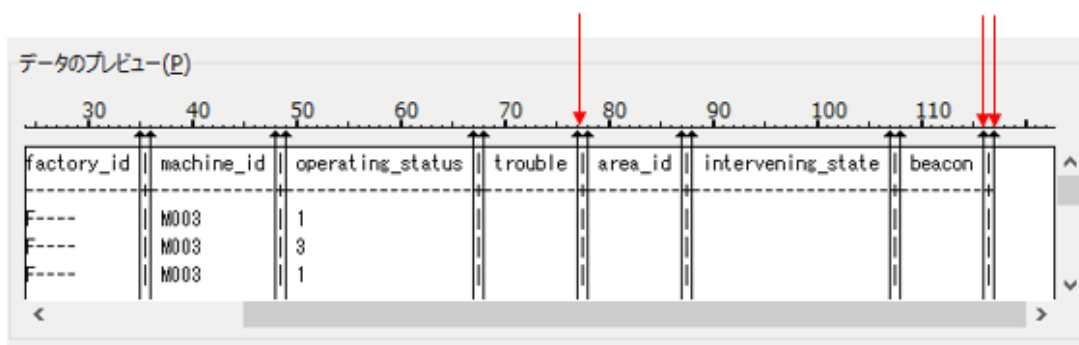 データのプレビュー(P)
30 40 50 60 70 80 90 100 110
factory_id | machine_id | operating_status | trouble | area_id | intervening_state | beacon |
-----------+------------+------------------+---------+---------+-------------------+--------+
F---- | M003 | 1 | | | | |
F---- | M003 | 3 | | | | |
F---- | M003 | 1 | | | | |